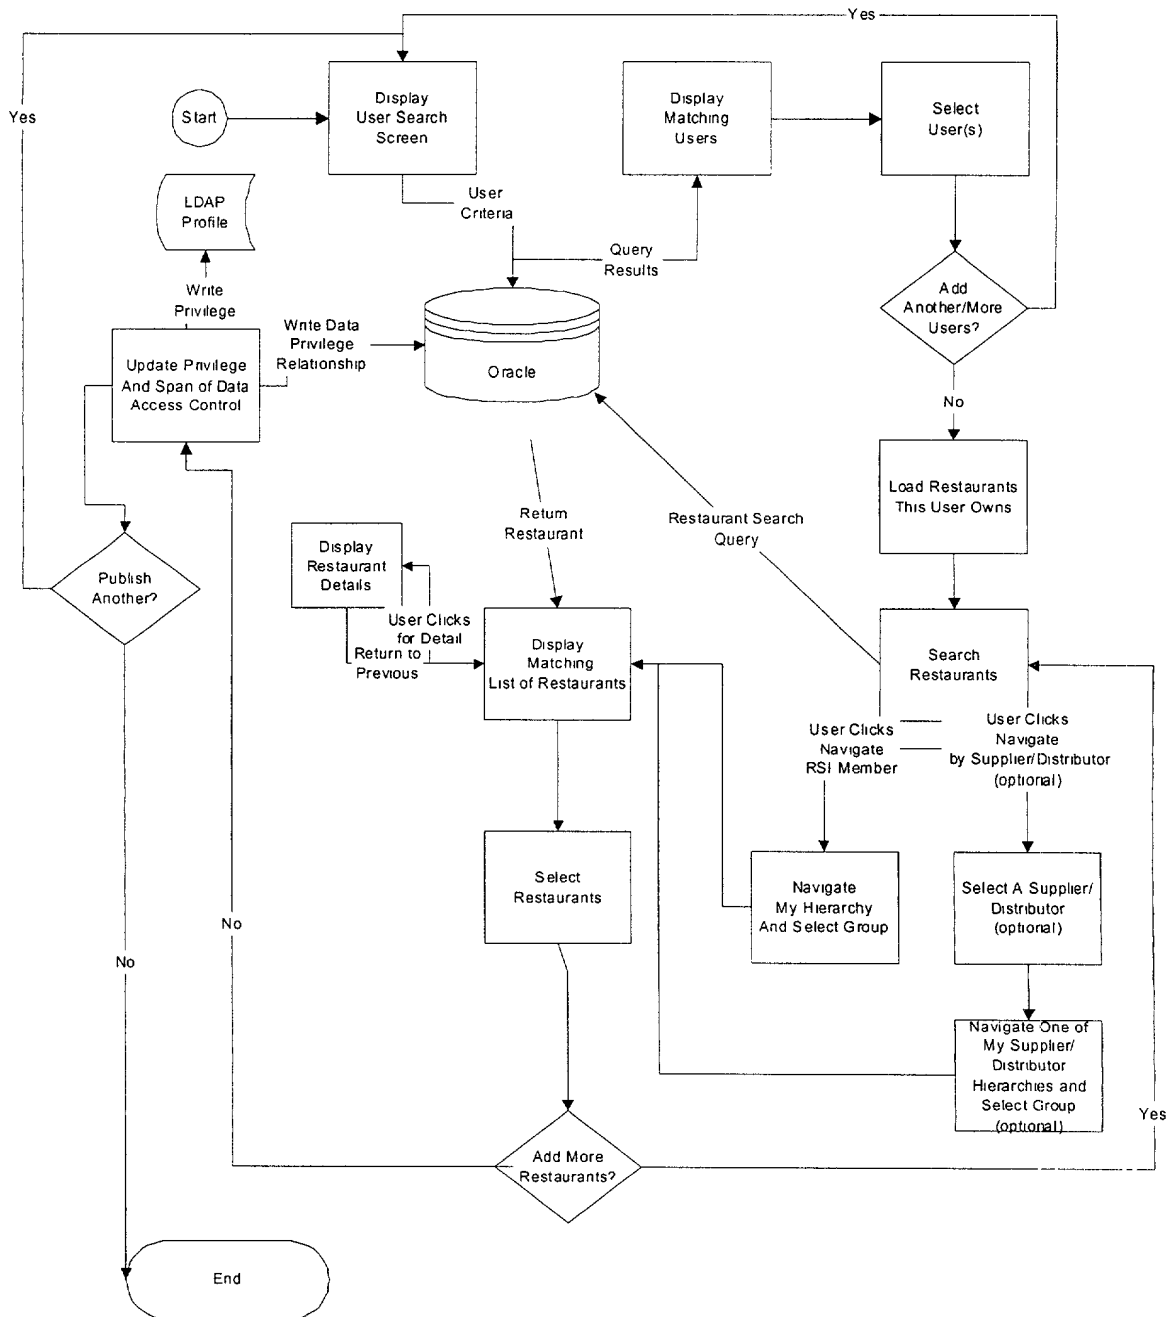 Yes
Yes
Start
Display
User Search
Screen
Display
Matching
Users
Select
User(s)
LDAP
Profile
User
Criteria
Query
Results
Write
Privilege
Write Data
Privilege
Relationship
Add
Another/More
Users?
Update Privilege
And Span of Data
Access Control
Oracle
No
Load Restaurants
This User Owns
Return
Restaurant
Restaurant Search
Query
Display
Restaurant
Details
Publish
Another?
User Clicks
for Detail
Return to
Previous
Display
Matching
List of Restaurants
Search
Restaurants
User Clicks
Navigate
RSI Member
User Clicks
Navigate
by Supplier/Distributor
(optional)
Select
Restaurants
Navigate
My Hierarchy
And Select Group
Select A Supplier/
Distributor
(optional)
No
No
Navigate One of
My Supplier/
Distributor
Hierarchies and
Select Group
(optional)
Yes
Add More
Restaurants?
End